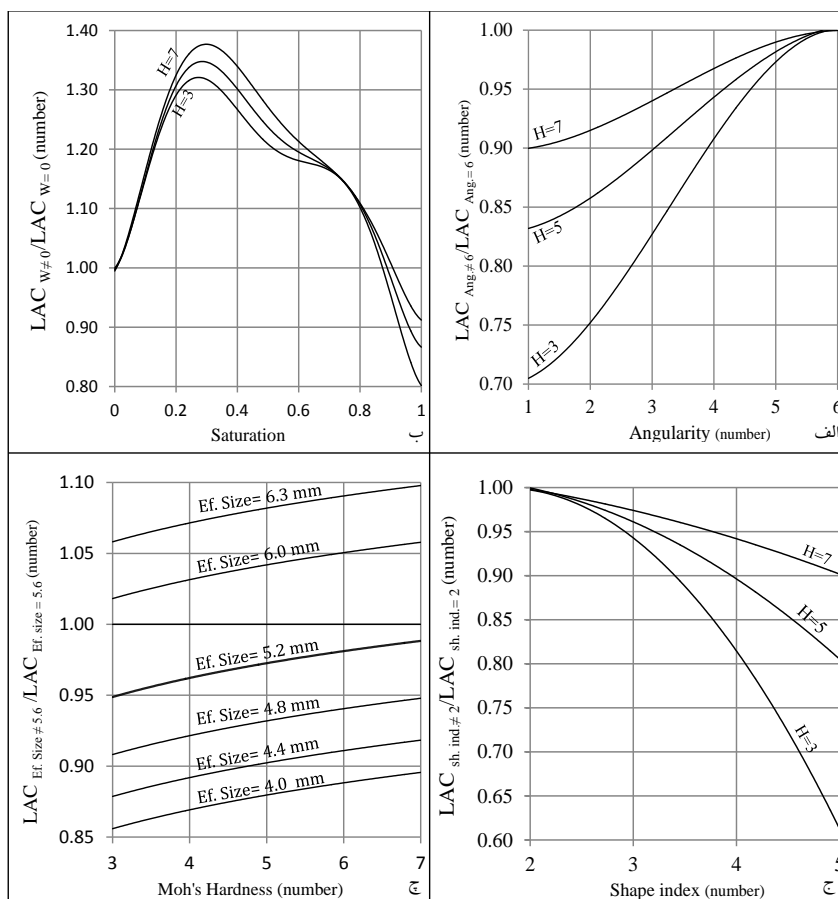 LAC W≠0/LAC W= 0 (number)
1.40
1.30
1.20
1.10
1.00
0.90
0.80
H=7
H=3
0
0.2
0.4
0.6
0.8
1
Saturation
ب
LAC Ang.≠ 6/LAC Ang.= 6 (number)
1.00
0.95
0.90
0.85
0.80
0.75
0.70
H=7
H=5
H=3
1
2
3
4
5
6
Angularity (number)
LAC Ef. Size ≠ 5.6 /LAC Ef. size = 5.6 (number)
1.10
1.05
1.00
0.95
0.90
0.85
Ef. Size= 6.3 mm
Ef. Size= 6.0 mm
Ef. Size= 5.2 mm
Ef. Size= 4.8 mm
Ef. Size= 4.4 mm
Ef. Size= 4.0 mm
3
4
5
6
7
Moh's Hardness (number)
LAC sh. ind.≠ 2/LAC sh. ind.= 2 (number)
1.00
0.95
0.90
0.85
0.80
0.75
0.70
0.65
0.60
H=7
H=5
H=3
2
3
4
5
Shape index (number)